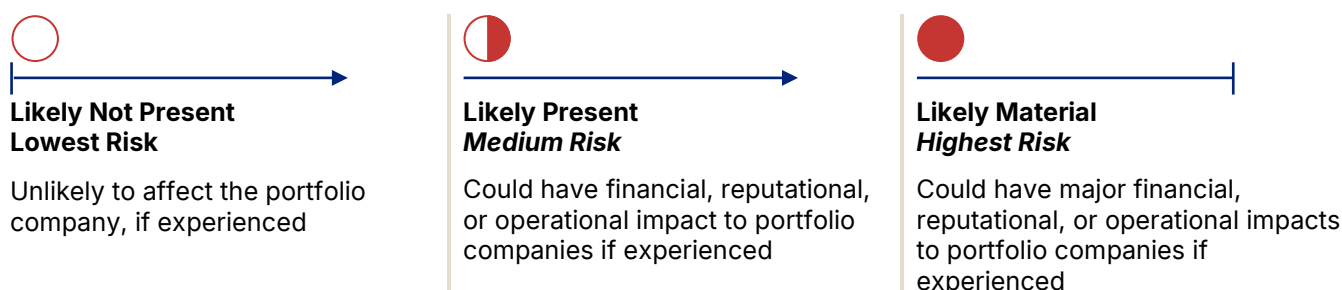 Likely Not Present
Lowest Risk
Unlikely to affect the portfolio
company, if experienced
Likely Present
Medium Risk
Could have financial, reputational,
or operational impact to portfolio
companies if experienced
Likely Material
Highest Risk
Could have major financial,
reputational, or operational impacts
to portfolio companies if
experienced